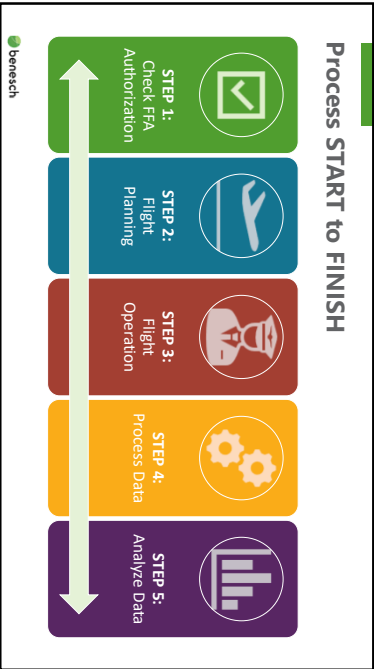 Process START to FINISH
STEP 1:
Check FFA
Authorization
STEP 2:
Flight
Planning
STEP 3:
Flight
Operation
STEP 4:
Process Data
STEP 5:
Analyze Data
benesch